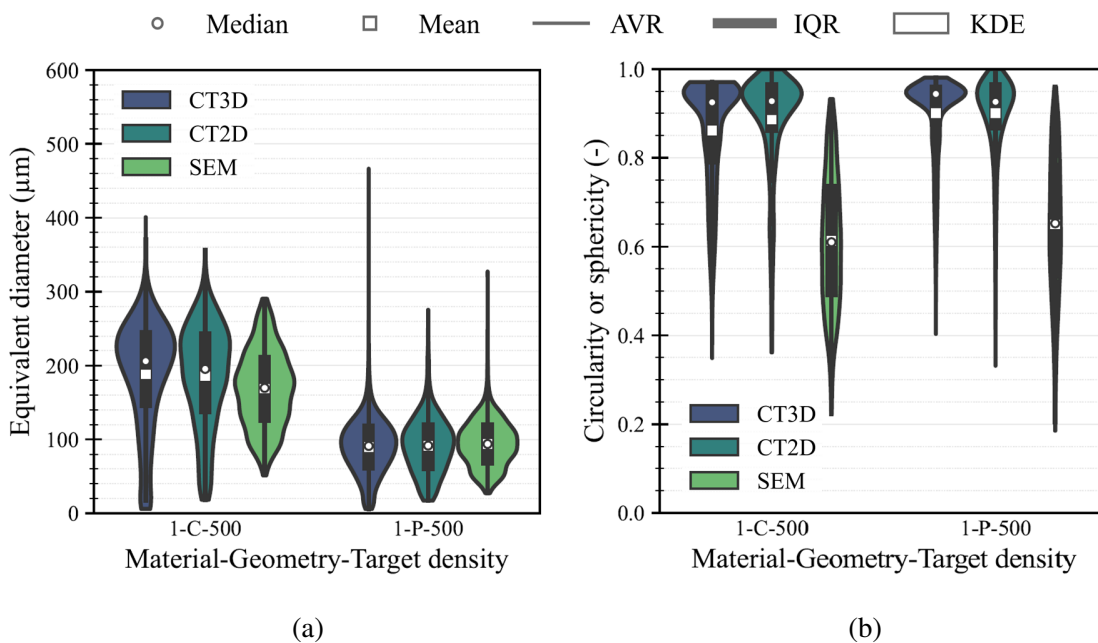 Median Mean AVR IQR KDE
600
500
400
300
200
100
0
Equivalent diameter (µm)
CT3D
CT2D
SEM
1-C-500 1-P-500
Material-Geometry-Target density
(a)
1.0
0.8
0.6
0.4
0.2
0.0
Circularity or sphericity (-)
CT3D
CT2D
SEM
1-C-500 1-P-500
Material-Geometry-Target density
(b)